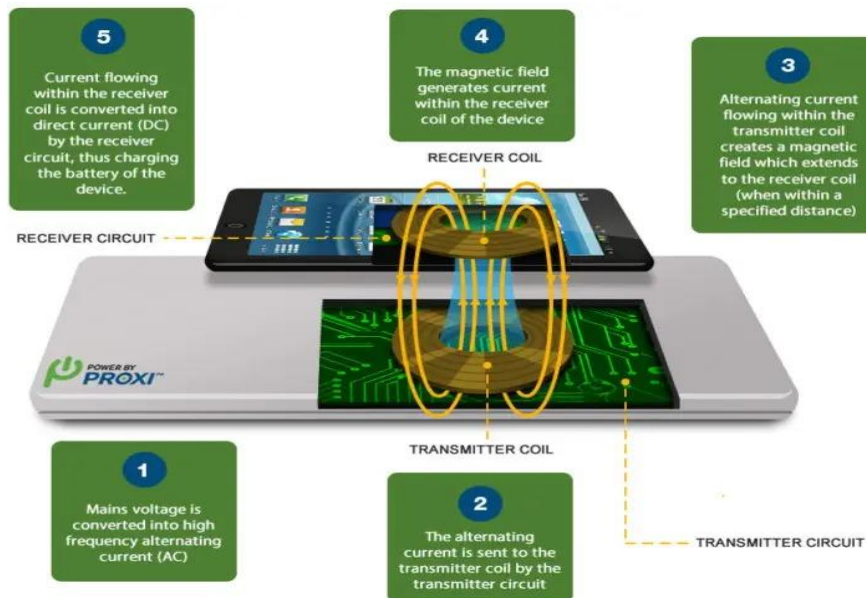 5
Current flowing
within the receiver
coil is converted into
direct current (DC)
by the receiver
circuit, thus charging
the battery of the
device.
4
The magnetic field
generates current
within the receiver
coil of the device
3
Alternating current
flowing within the
transmitter coil
creates a magnetic
field which extends
to the receiver coil
(when within a
specified distance)
RECEIVER COIL
RECEIVER CIRCUIT
POWER BY
PROXI™
TRANSMITTER COIL
1
Mains voltage is
converted into high
frequency alternating
current (AC)
2
The alternating
current is sent to the
transmitter coil by the
transmitter circuit
TRANSMITTER CIRCUIT